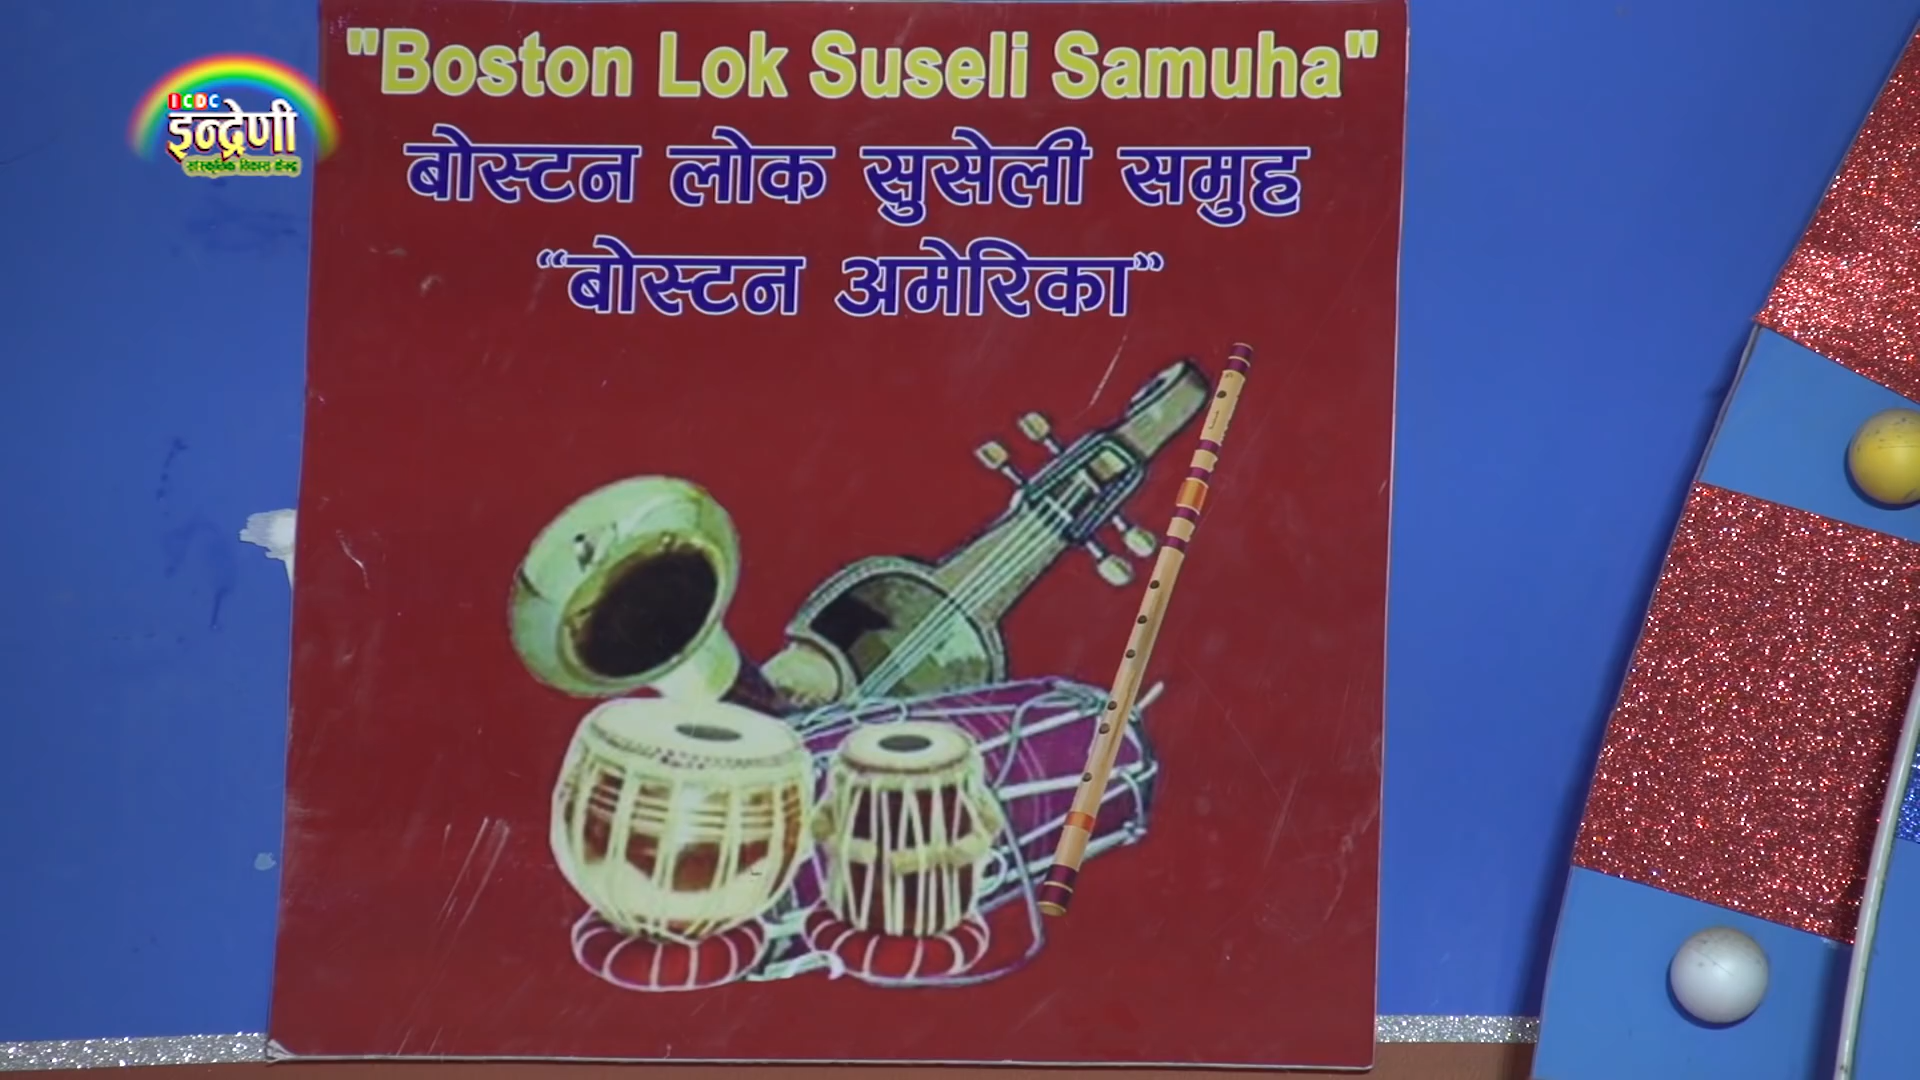 "Boston Lok Suseli Samuha"
बोस्टन लोक सुसेली समुह
“बोस्टन अमेरिका”
ICDC
इन्द्रेणी
सांस्कृतिक विकास केन्द्र